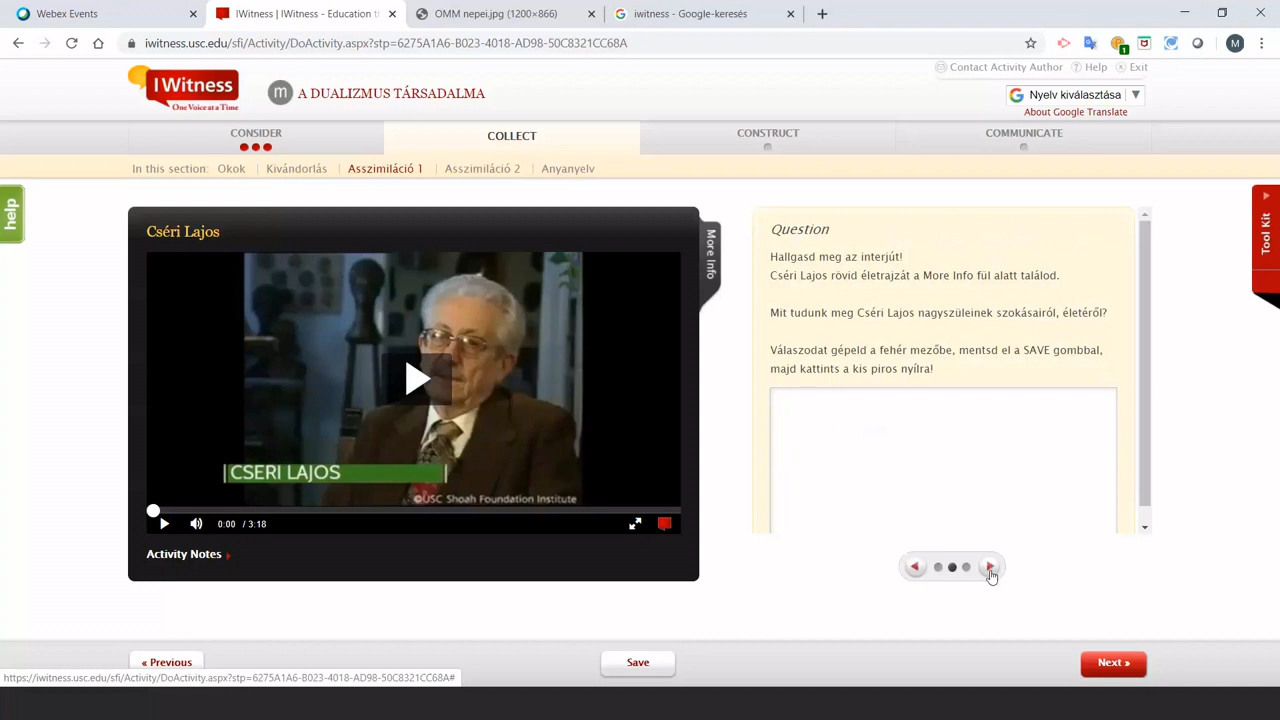 Webex Events
IWitness | IWitness - Education t
OMM nepei.jpg (1200×866)
iwitness - Google-keresés
iwitness.usc.edu/sfi/Activity/DoActivity.aspx?stp=6275A1A6-B023-4018-AD98-50C8321CC68A
1
M
Contact Activity Author
? Help
Exit
IWitness
One Voice at a Time
m
A DUALIZMUS TÁRSADALMA
G Nyelv kiválasztása
About Google Translate
CONSIDER
COLLECT
CONSTRUCT
COMMUNICATE
In this section: Okok | Kivándorlás | Asszimiláció 1 | Asszimiláció 2 | Anyanyelv
help
Tool Kit
Cséri Lajos
More Info
CSERI LAJOS
©USC Shoah Foundation Institute
0:00 / 3:18
Activity Notes
Question
Hallgasd meg az interjút!
Cséri Lajos rövid életrajzát a More Info fül alatt találod.
Mit tudunk meg Cséri Lajos nagyszüleinek szokásairól, életéről?
Válaszodat gépeld a fehér mezőbe, mentsd el a SAVE gombbal,
majd kattints a kis piros nyílra!
« Previous
Save
Next »
https://iwitness.usc.edu/sfi/Activity/DoActivity.aspx?stp=6275A1A6-B023-4018-AD98-50C8321CC68A#